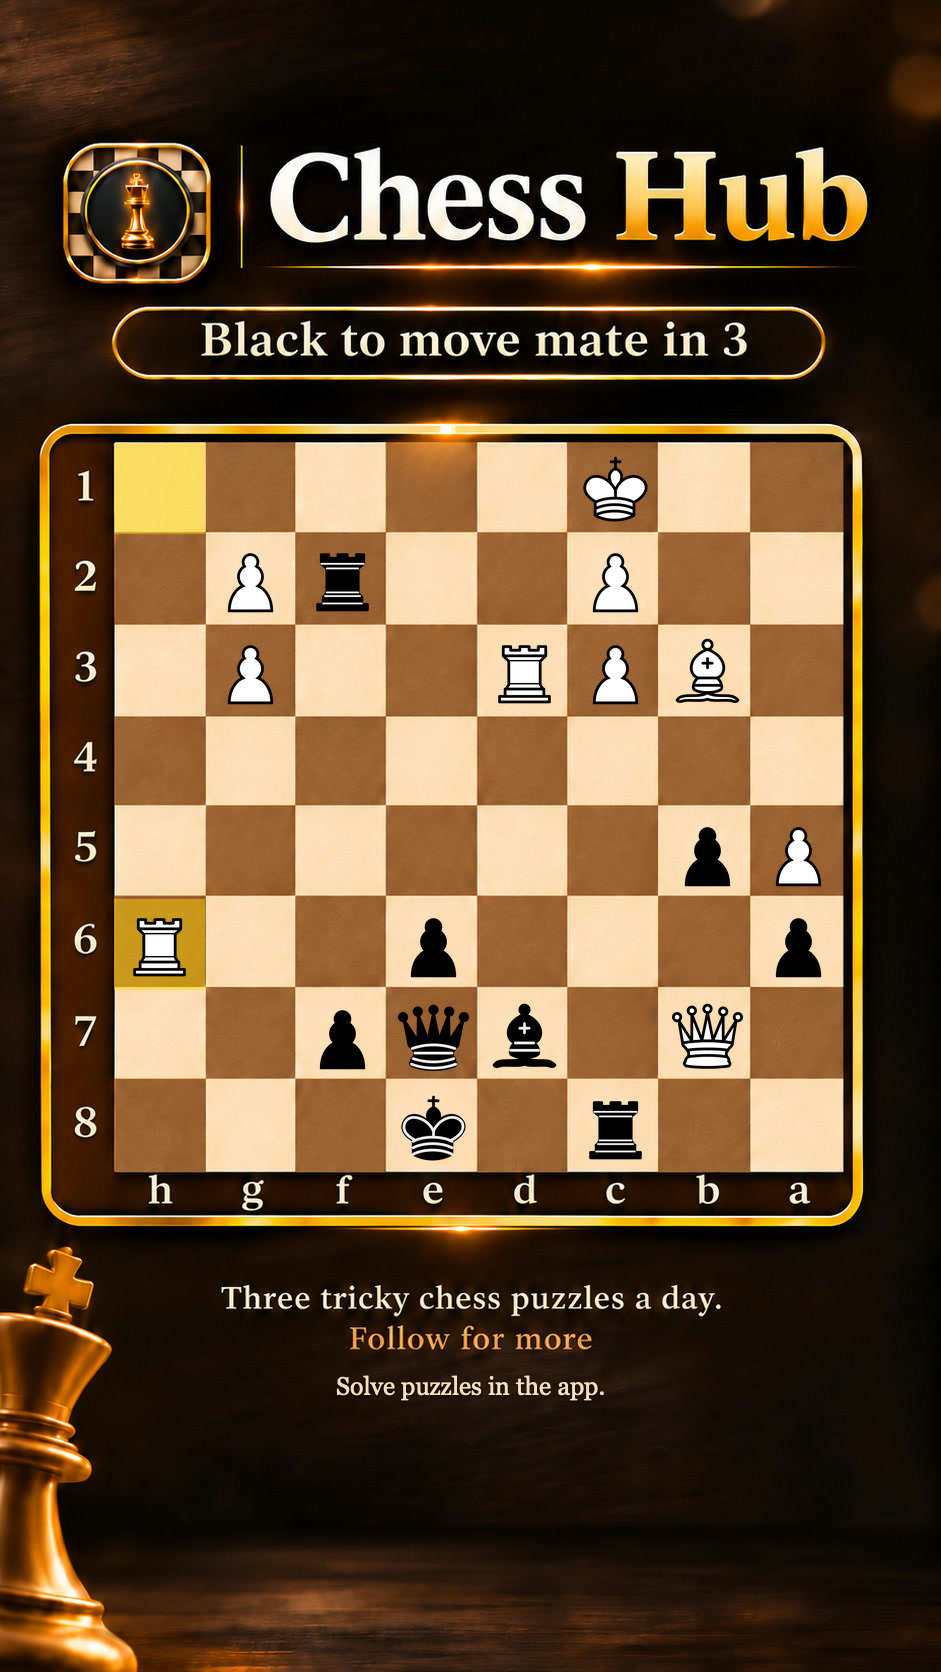 Chess Hub
Black to move mate in 3
1
2
3
4
5
6
7
8
h g f e d c b a
Three tricky chess puzzles a day.
Follow for more
Solve puzzles in the app.